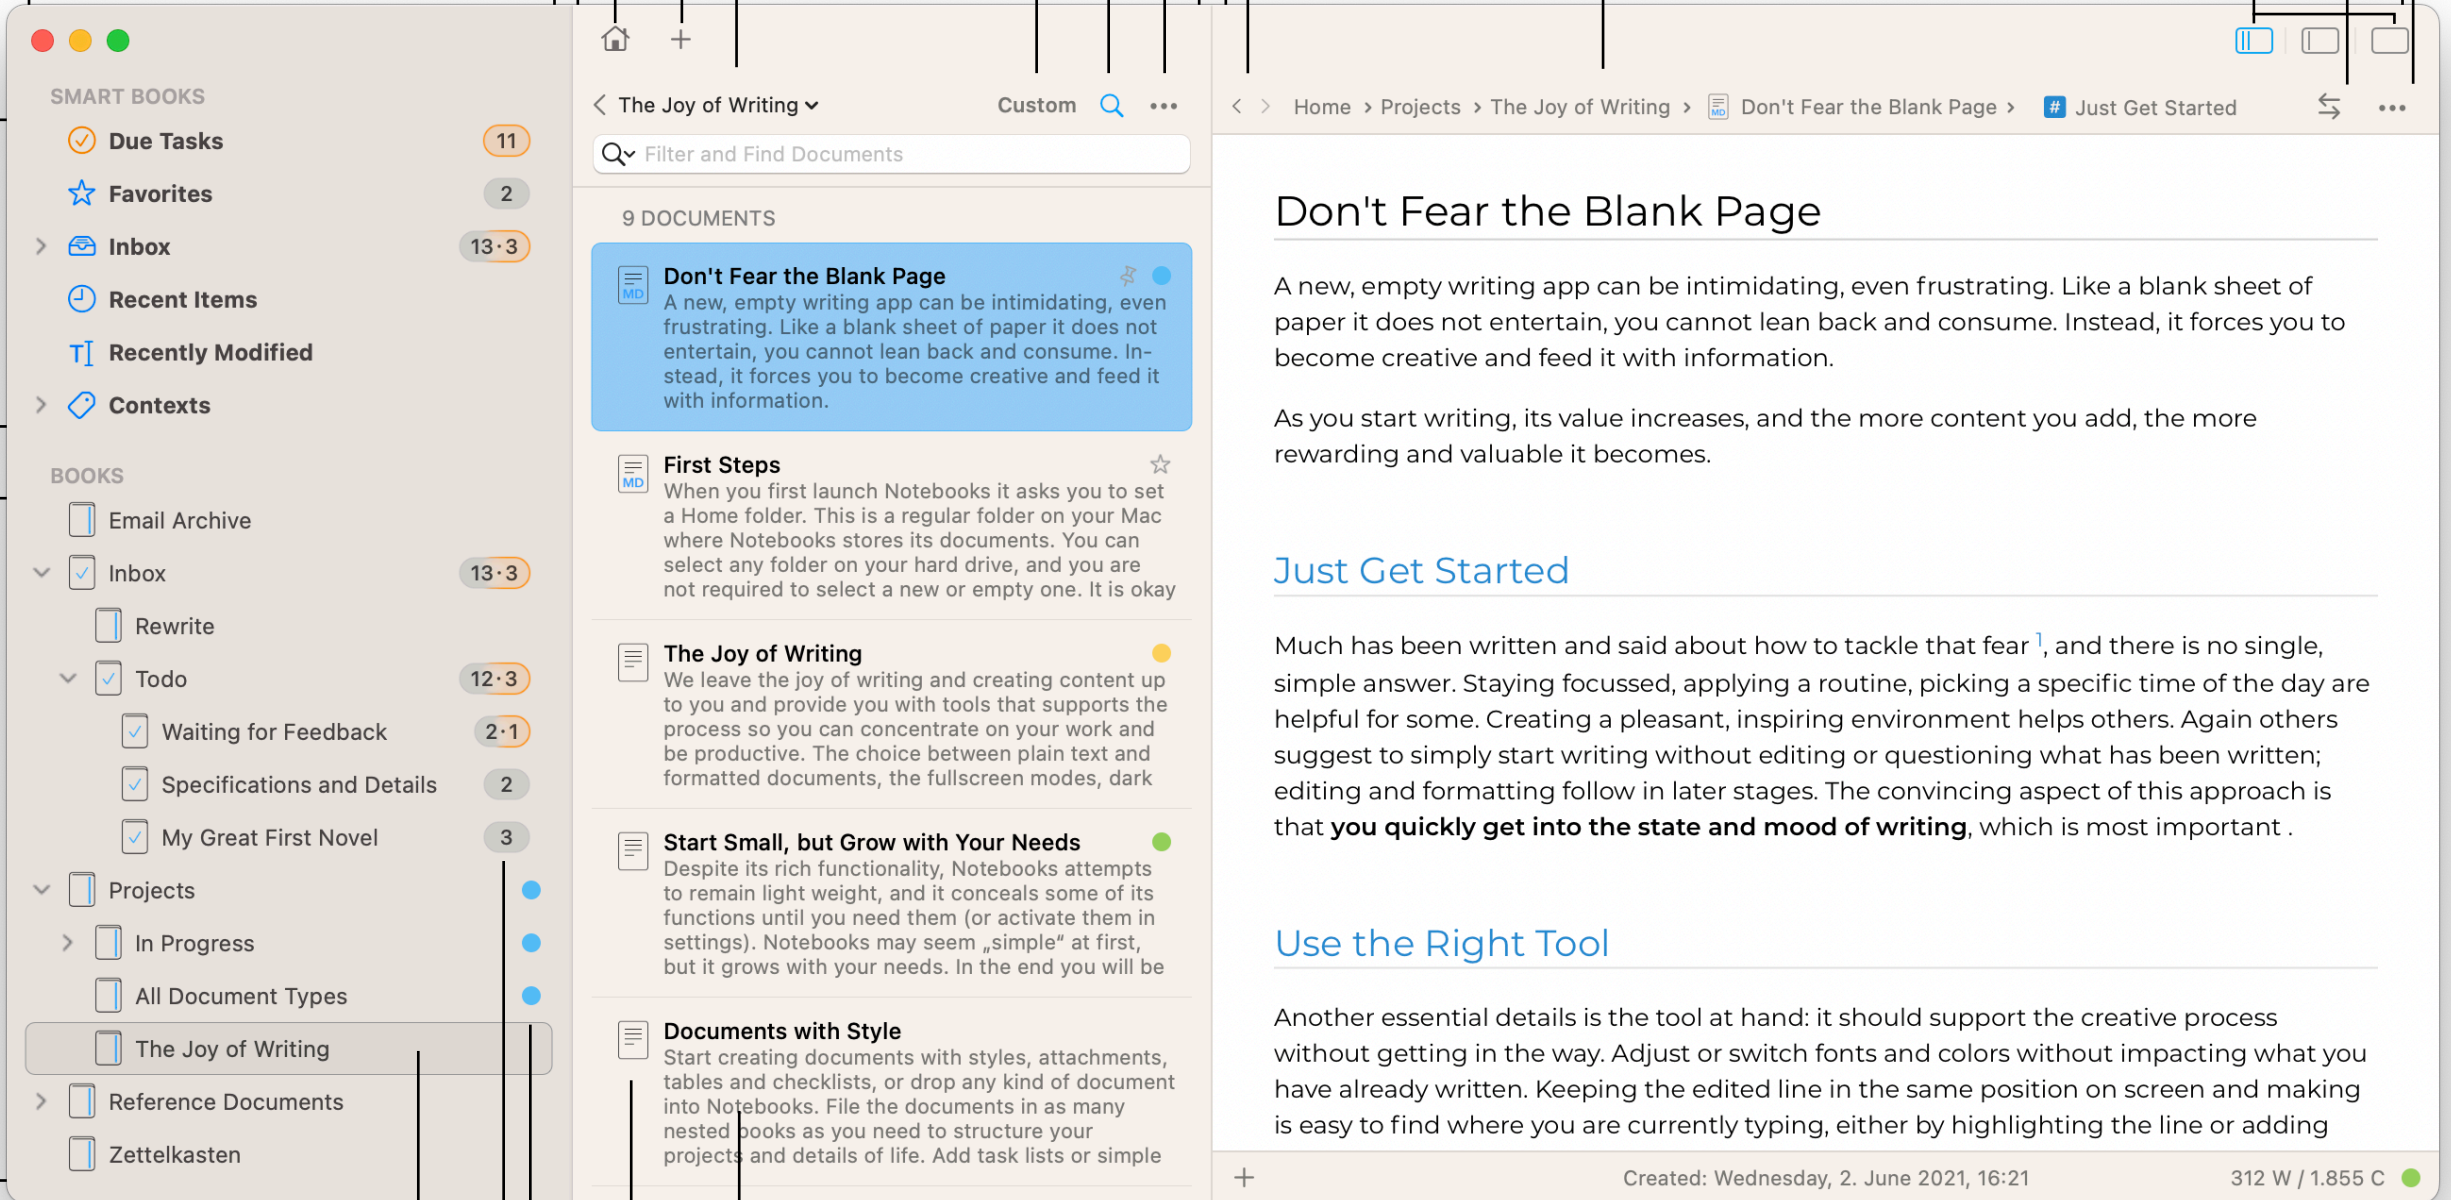 SMART BOOKS
Due Tasks 11
Favorites 2
Inbox 13·3
Recent Items
Recently Modified
Contexts
BOOKS
Email Archive
Inbox 13·3
Rewrite
Todo 12·3
Waiting for Feedback 2·1
Specifications and Details 2
My Great First Novel 3
Projects
In Progress
All Document Types
The Joy of Writing
Reference Documents
Zettelkasten
The Joy of Writing Custom
Filter and Find Documents
9 DOCUMENTS
MD
Don't Fear the Blank Page
A new, empty writing app can be intimidating, even
frustrating. Like a blank sheet of paper it does not
entertain, you cannot lean back and consume. In-
stead, it forces you to become creative and feed it
with information.
MD
First Steps
When you first launch Notebooks it asks you to set
a Home folder. This is a regular folder on your Mac
where Notebooks stores its documents. You can
select any folder on your hard drive, and you are
not required to select a new or empty one. It is okay
The Joy of Writing
We leave the joy of writing and creating content up
to you and provide you with tools that supports the
process so you can concentrate on your work and
be productive. The choice between plain text and
formatted documents, the fullscreen modes, dark
Start Small, but Grow with Your Needs
Despite its rich functionality, Notebooks attempts
to remain light weight, and it conceals some of its
functions until you need them (or activate them in
settings). Notebooks may seem „simple“ at first,
but it grows with your needs. In the end you will be
Documents with Style
Start creating documents with styles, attachments,
tables and checklists, or drop any kind of document
into Notebooks. File the documents in as many
nested books as you need to structure your
projects and details of life. Add task lists or simple
Home › Projects › The Joy of Writing › MD Don't Fear the Blank Page › # Just Get Started
Don't Fear the Blank Page
A new, empty writing app can be intimidating, even frustrating. Like a blank sheet of
paper it does not entertain, you cannot lean back and consume. Instead, it forces you to
become creative and feed it with information.
As you start writing, its value increases, and the more content you add, the more
rewarding and valuable it becomes.
Just Get Started
Much has been written and said about how to tackle that fear 1, and there is no single,
simple answer. Staying focussed, applying a routine, picking a specific time of the day are
helpful for some. Creating a pleasant, inspiring environment helps others. Again others
suggest to simply start writing without editing or questioning what has been written;
editing and formatting follow in later stages. The convincing aspect of this approach is
that you quickly get into the state and mood of writing, which is most important .
Use the Right Tool
Another essential details is the tool at hand: it should support the creative process
without getting in the way. Adjust or switch fonts and colors without impacting what you
have already written. Keeping the edited line in the same position on screen and making
is easy to find where you are currently typing, either by highlighting the line or adding
Created: Wednesday, 2. June 2021, 16:21
312 W / 1.855 C